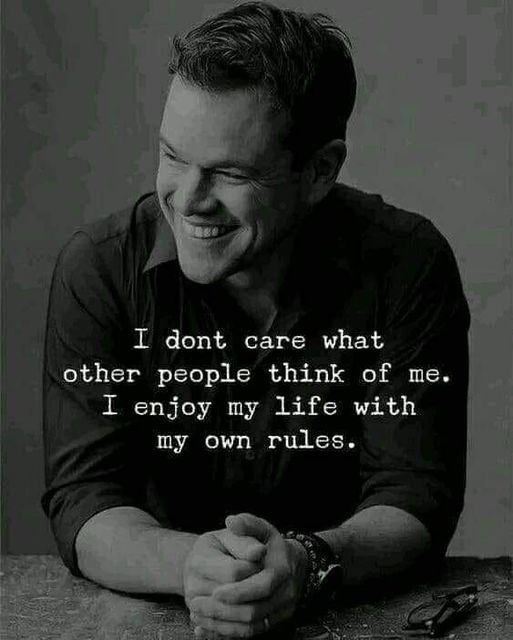 I dont care what
other people think of me.
I enjoy my life with
my own rules.